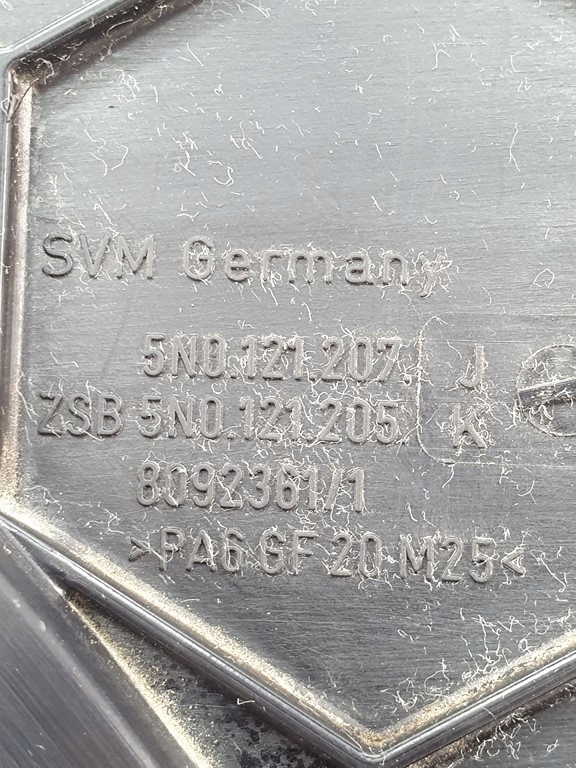 SVM Germany
5N0.121.207. J
ZSB 5N0.121.205. K
8092361/1
>PA6 GF 20 M25<